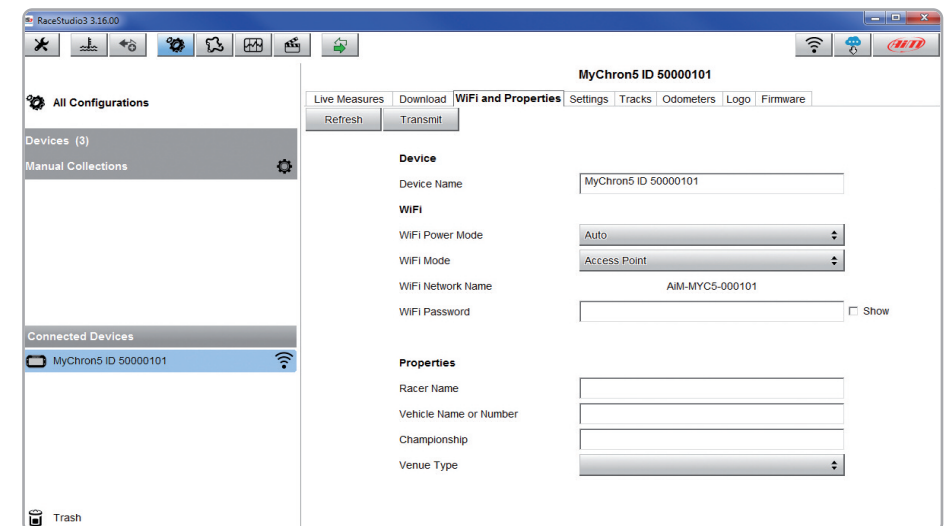 RaceStudio3 3.16.00
AiM
MyChron5 ID 50000101
All Configurations
Live Measures Download WiFi and Properties Settings Tracks Odometers Logo Firmware
Refresh Transmit
Devices (3)
Manual Collections
Device
Device Name MyChron5 ID 50000101
WiFi
WiFi Power Mode Auto
WiFi Mode Access Point
WiFi Network Name AiM-MYC5-000101
WiFi Password Show
Connected Devices
MyChron5 ID 50000101
Properties
Racer Name
Vehicle Name or Number
Championship
Venue Type
Trash